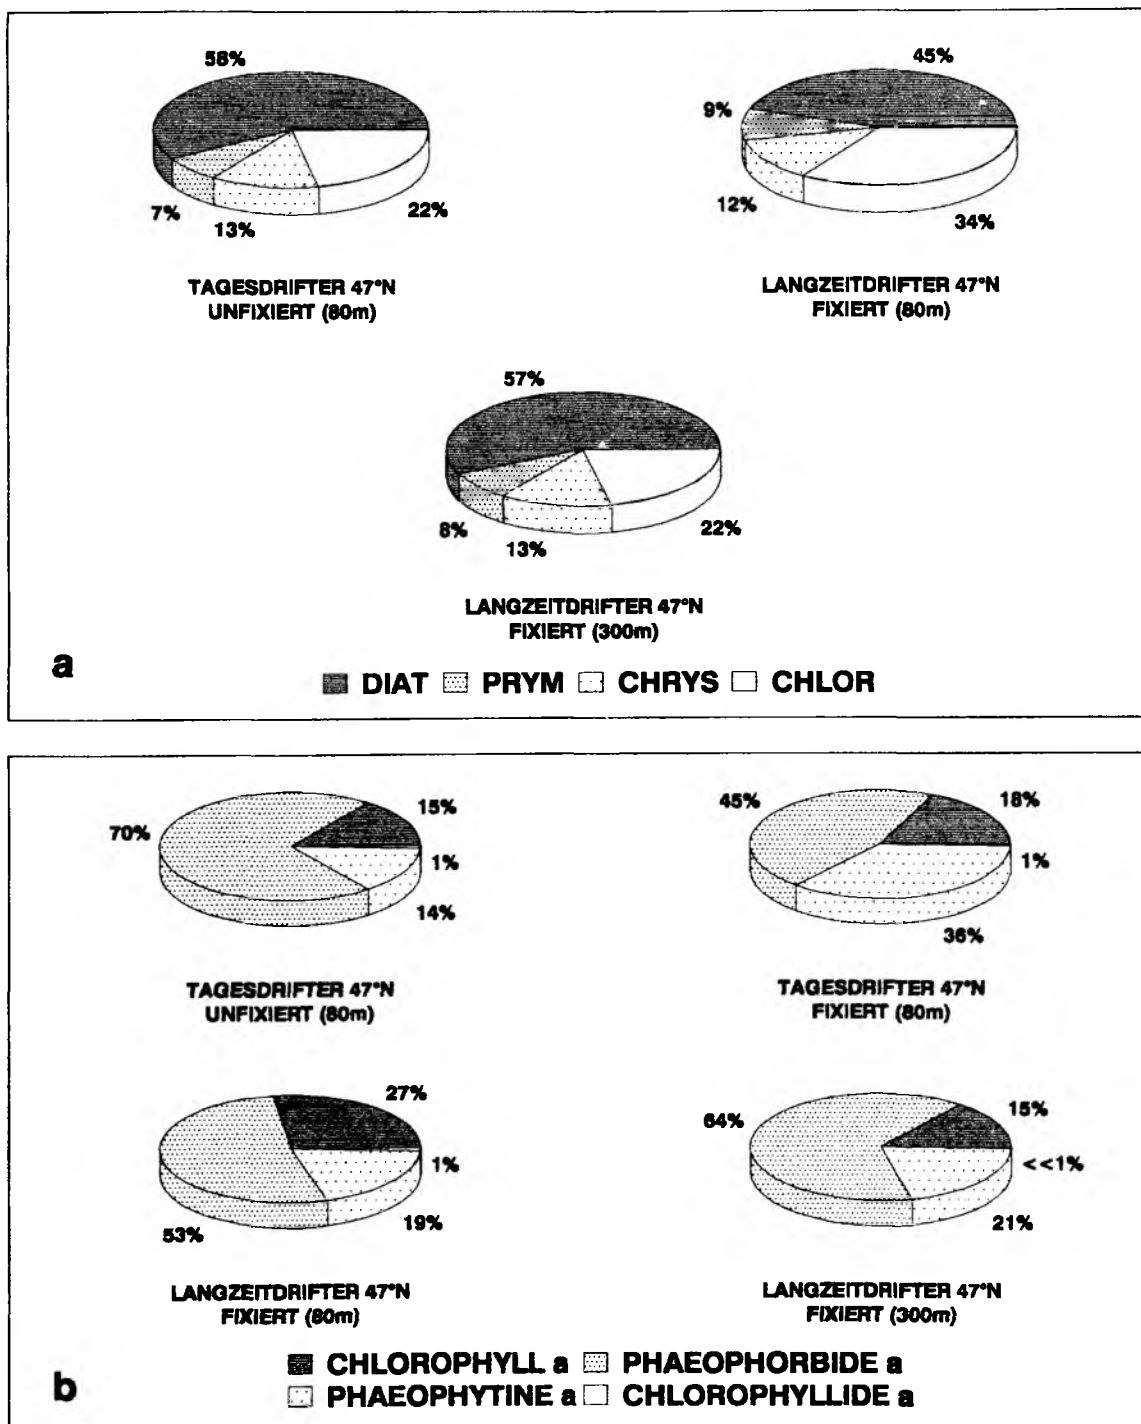 58%
45%
9%
7%
13%
22%
12%
34%
TAGESDRIFTER 47°N
UNFIXIERT (80m)
LANGZEITDRIFTER 47°N
FIXIERT (80m)
57%
8%
13%
22%
LANGZEITDRIFTER 47°N
FIXIERT (300m)
a
DIAT PRYM CHRYS CHLOR
70%
15%
1%
14%
45%
18%
1%
36%
TAGESDRIFTER 47°N
UNFIXIERT (80m)
TAGESDRIFTER 47°N
FIXIERT (80m)
27%
1%
53%
19%
64%
15%
<<1%
21%
LANGZEITDRIFTER 47°N
FIXIERT (80m)
LANGZEITDRIFTER 47°N
FIXIERT (300m)
b
CHLOROPHYLL a PHAEOPHORBIDE a
PHAEOPHYTINE a CHLOROPHYLLIDE a